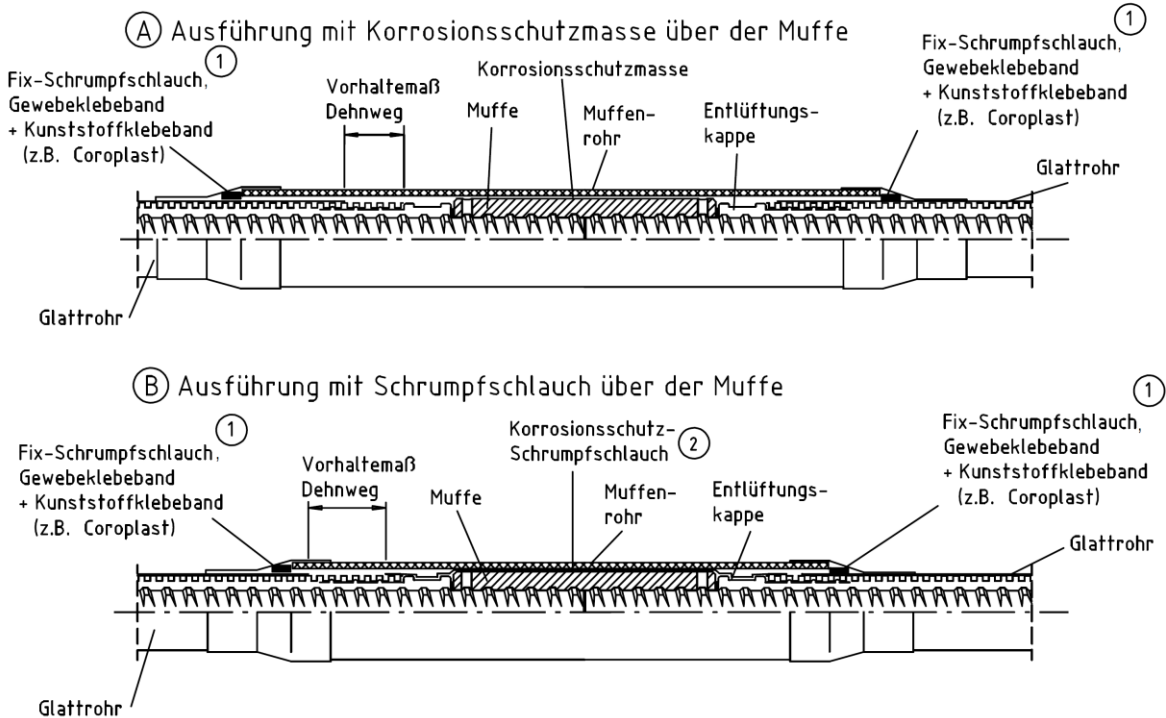 A Ausführung mit Korrosionsschutzmasse über der Muffe
1
Fix-Schrumpfschlauch,
Gewebeklebeband
+ Kunststoffklebeband
(z.B. Coroplast)
Vorhaltemaß
Dehnweg
Korrosionsschutzmasse
Muffe
Muffen-
rohr
Entlüftungs-
kappe
1
Fix-Schrumpfschlauch,
Gewebeklebeband
+ Kunststoffklebeband
(z.B. Coroplast)
Glattrohr
Glattrohr
B Ausführung mit Schrumpfschlauch über der Muffe
1
Fix-Schrumpfschlauch,
Gewebeklebeband
+ Kunststoffklebeband
(z.B. Coroplast)
Vorhaltemaß
Dehnweg
Muffe
Korrosionsschutz-
Schrumpfschlauch 2
Muffen-
rohr
Entlüftungs-
kappe
1
Fix-Schrumpfschlauch,
Gewebeklebeband
+ Kunststoffklebeband
(z.B. Coroplast)
Glattrohr
Glattrohr